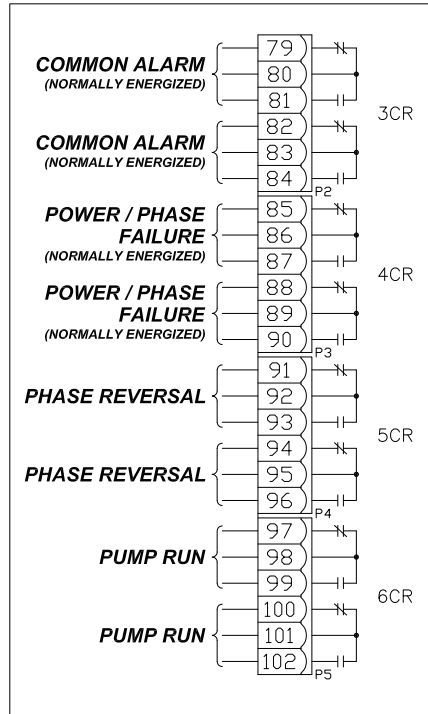 COMMON ALARM
(NORMALLY ENERGIZED)
79
80
81
3CR
COMMON ALARM
(NORMALLY ENERGIZED)
82
83
84
P2
POWER / PHASE
FAILURE
(NORMALLY ENERGIZED)
85
86
87
4CR
POWER / PHASE
FAILURE
(NORMALLY ENERGIZED)
88
89
90
P3
PHASE REVERSAL
91
92
93
5CR
PHASE REVERSAL
94
95
96
P4
PUMP RUN
97
98
99
6CR
PUMP RUN
100
101
102
P5